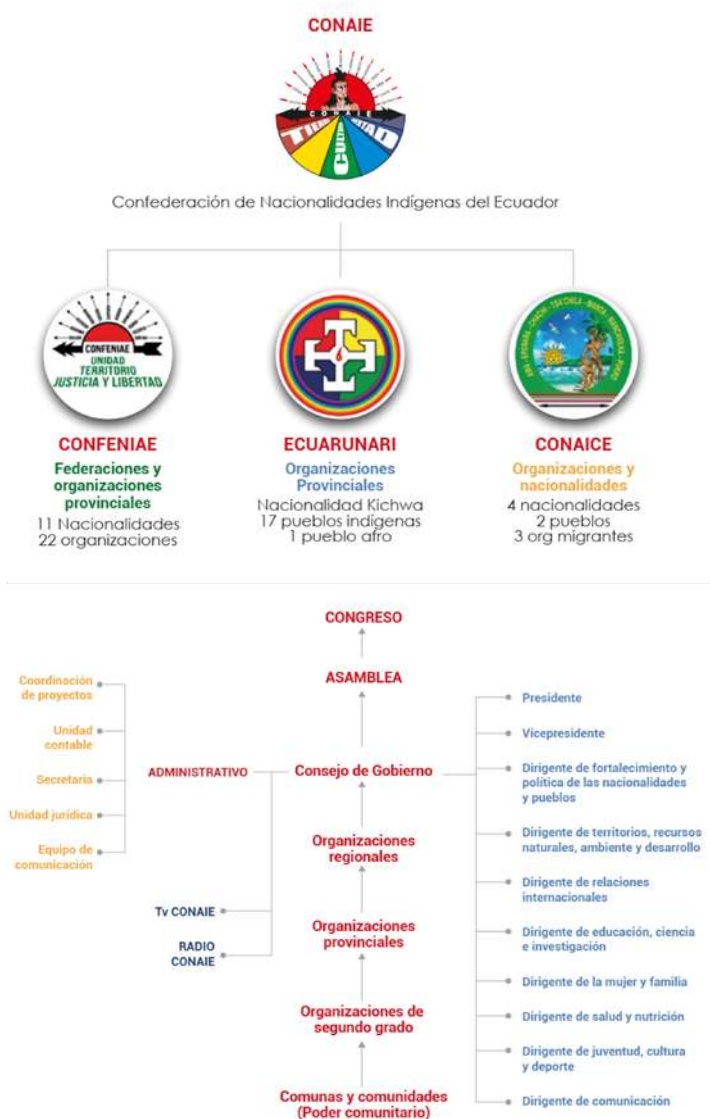 CONAIE
CONAIE
Confederación de Nacionalidades Indígenas del Ecuador
CONFENIAE
UNIDAD
TERRITORIO
JUSTICIA Y LIBERTAD
CONFENIAE
Federaciones y
organizaciones
provinciales
11 Nacionalidades
22 organizaciones
ECUARUNARI
Organizaciones
Provinciales
Nacionalidad Kichwa
17 pueblos indígenas
1 pueblo afro
CONAICE
Organizaciones y
nacionalidades
4 nacionalidades
2 pueblos
3 org migrantes
CONGRESO
ASAMBLEA
Consejo de Gobierno
Organizaciones
regionales
Organizaciones
provinciales
Organizaciones de
segundo grado
Comunas y comunidades
(Poder comunitario)
ADMINISTRATIVO
Coordinación
de proyectos
Unidad
contable
Secretaria
Unidad jurídica
Equipo de
comunicación
Tv CONAIE
RADIO
CONAIE
Presidente
Vicepresidente
Dirigente de fortalecimiento y
política de las nacionalidades
y pueblos
Dirigente de territorios, recursos
naturales, ambiente y desarrollo
Dirigente de relaciones
internacionales
Dirigente de educación, ciencia
e investigación
Dirigente de la mujer y familia
Dirigente de salud y nutrición
Dirigente de juventud, cultura
y deporte
Dirigente de comunicación